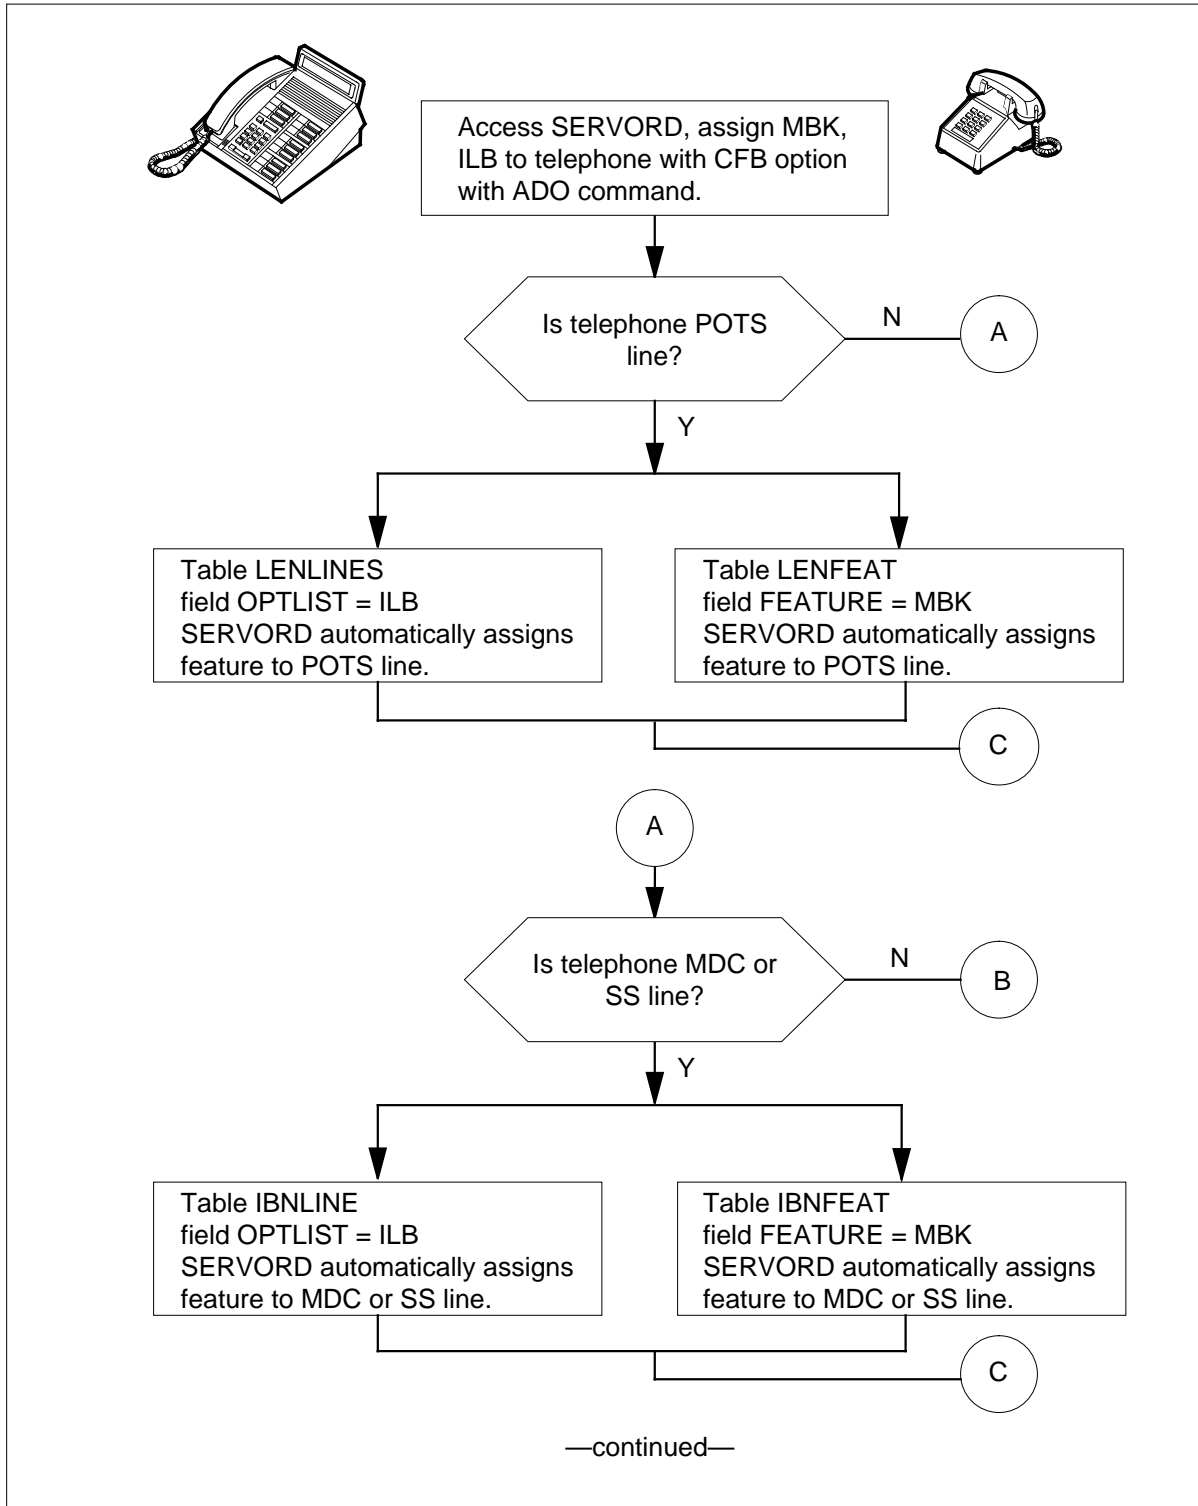 Access SERVORD, assign MBK,
ILB to telephone with CFB option
with ADO command.
Is telephone POTS
line?
N
A
Y
Table LENLINES
field OPTLIST = ILB
SERVORD automatically assigns
feature to POTS line.
Table LENFEAT
field FEATURE = MBK
SERVORD automatically assigns
feature to POTS line.
C
A
Is telephone MDC or
SS line?
N
B
Y
Table IBNLINE
field OPTLIST = ILB
SERVORD automatically assigns
feature to MDC or SS line.
Table IBNFEAT
field FEATURE = MBK
SERVORD automatically assigns
feature to MDC or SS line.
C
—continued—